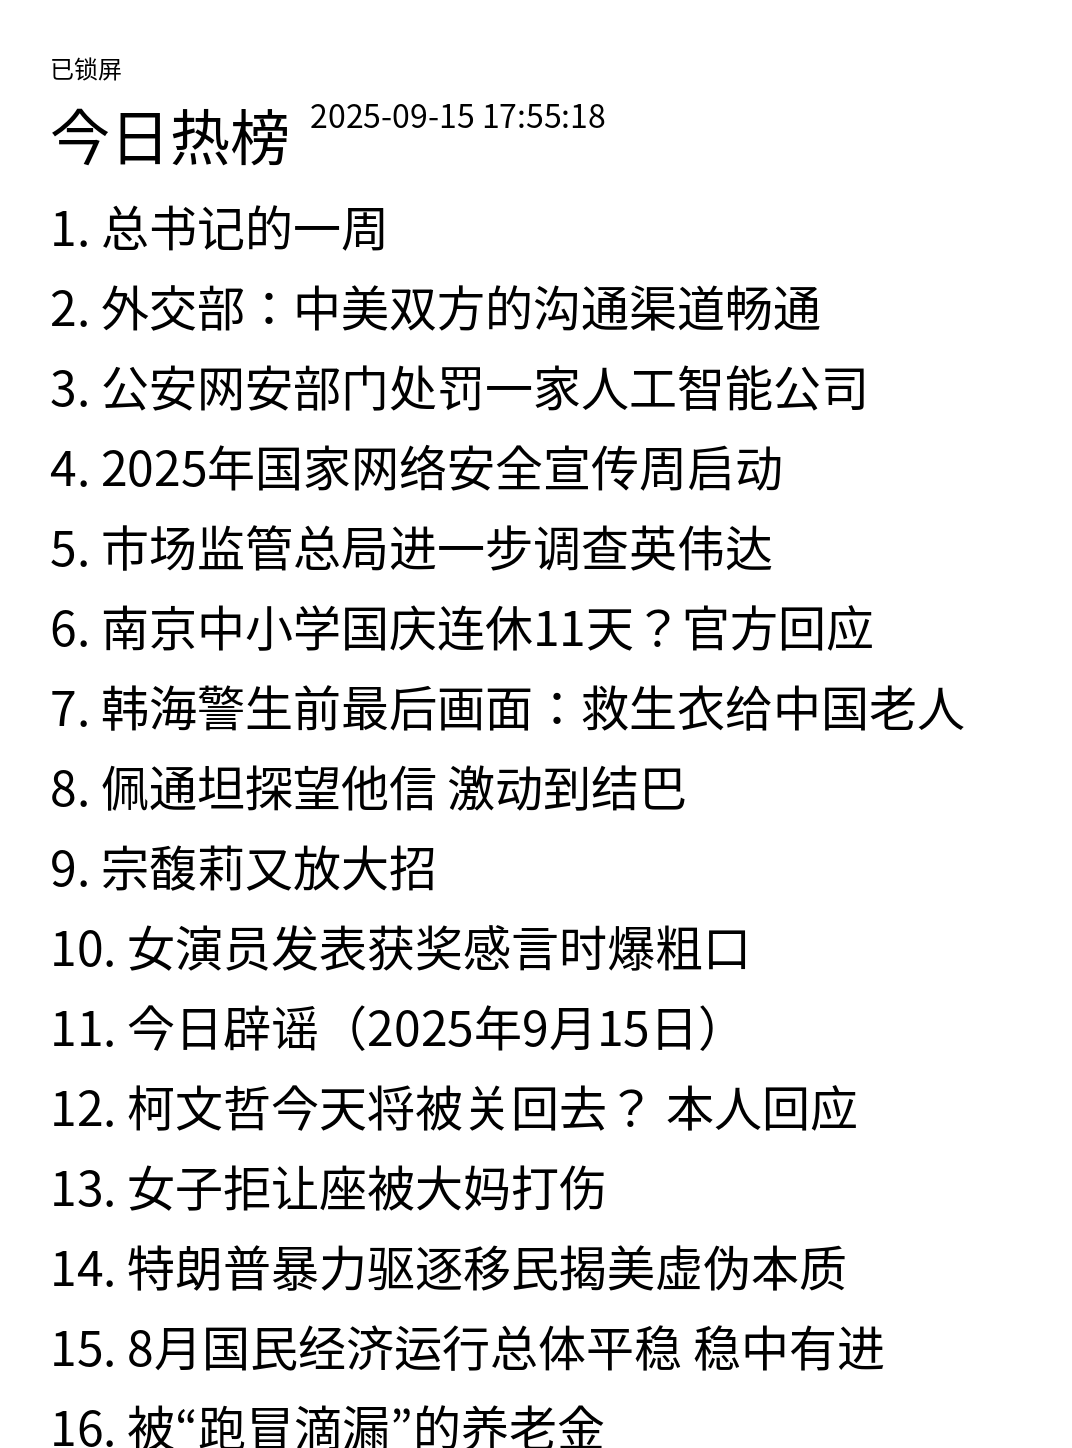 已锁屏
今日热榜 2025-09-15 17:55:18
1. 总书记的一周
2. 外交部：中美双方的沟通渠道畅通
3. 公安网安部门处罚一家人工智能公司
4. 2025年国家网络安全宣传周启动
5. 市场监管总局进一步调查英伟达
6. 南京中小学国庆连休11天？官方回应
7. 韩海警生前最后画面：救生衣给中国老人
8. 佩通坦探望他信 激动到结巴
9. 宗馥莉又放大招
10. 女演员发表获奖感言时爆粗口
11. 今日辟谣（2025年9月15日）
12. 柯文哲今天将被关回去？ 本人回应
13. 女子拒让座被大妈打伤
14. 特朗普暴力驱逐移民揭美虚伪本质
15. 8月国民经济运行总体平稳 稳中有进
16. 被“跑冒滴漏”的养老金